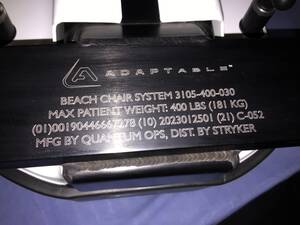 ADAPTABLE™
BEACH CHAIR SYSTEM 3105-400-030
MAX PATIENT WEIGHT: 400 LBS (181 KG)
(01)00190446667278 (10) 2023012501 (21) C-052
MFG BY QUANTUM OPS, DIST. BY STRYKER